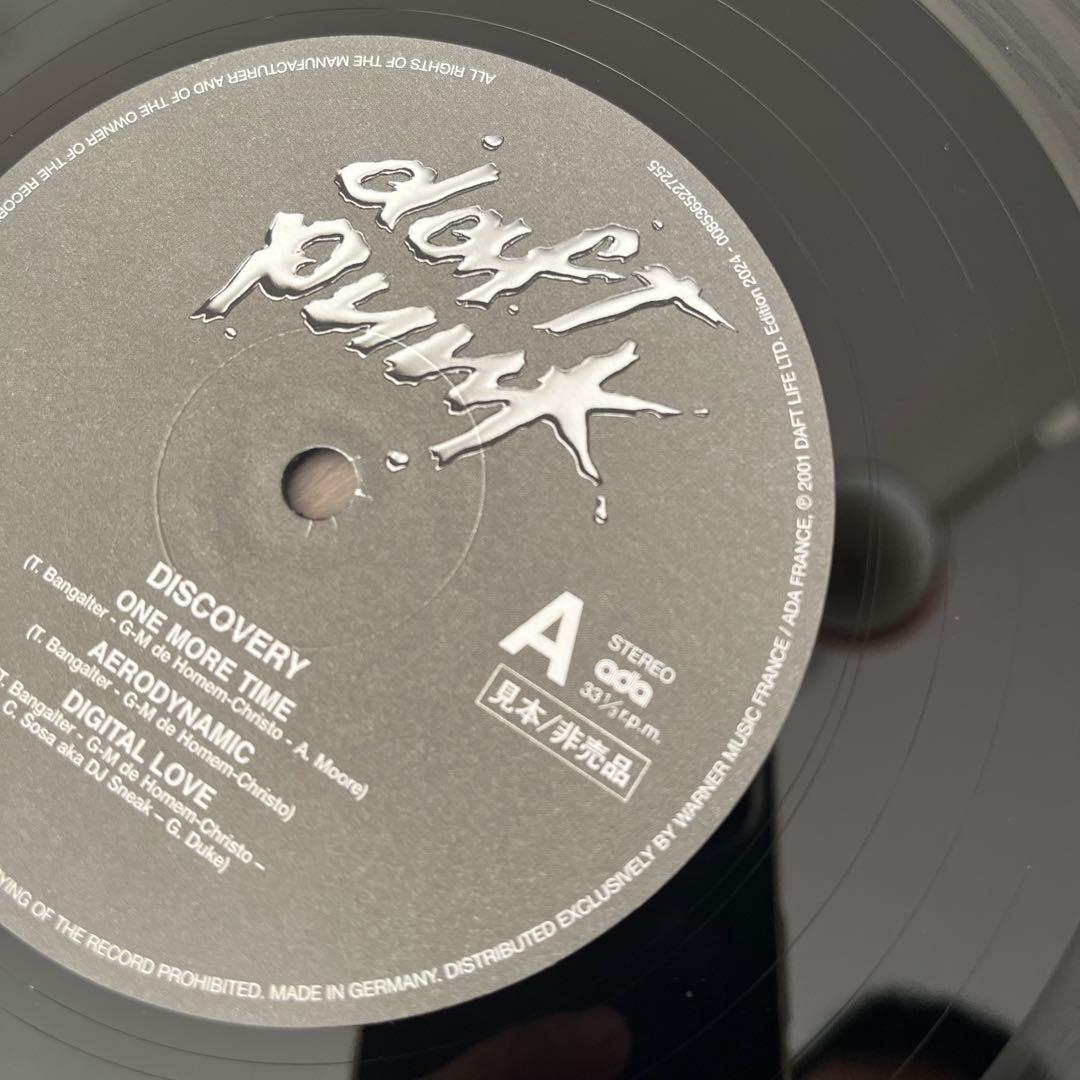 daft
punk
DISCOVERY
ONE MORE TIME
(T. Bangalter - G-M de Homem-Christo - A. Moore)
AERODYNAMIC
(T. Bangalter - G-M de Homem-Christo)
DIGITAL LOVE
T. Bangalter - G-M de Homem-Christo –
C. Sosa aka DJ Sneak – G. Duke)
A
STEREO
ada
33 1/3 r.p.m.
見本/非売品
ALL RIGHTS OF THE MANUFACTURER AND OF THE OWNER OF THE
OF THE RECORD PROHIBITED. MADE IN GERMANY. DISTRIBUTED EXCLUSIVELY BY WARNER MUSIC FRANCE / ADA FRANCE, ℗ 2001 DAFT LIFE LTD. Edition 2024 - 0085365227255